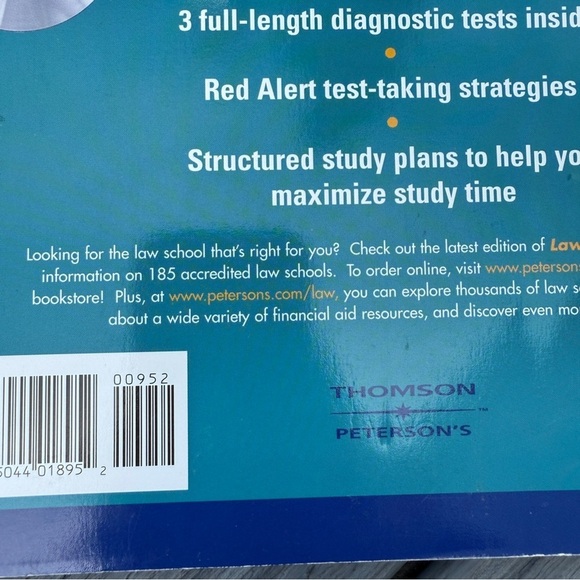 3 full-length diagnostic tests insid
Red Alert test-taking strategies
Structured study plans to help yo
maximize study time
Looking for the law school that's right for you? Check out the latest edition of Law
information on 185 accredited law schools. To order online, visit www.petersons
bookstore! Plus, at www.petersons.com/law, you can explore thousands of law s
about a wide variety of financial aid resources, and discover even mo
00952
5044 01895 2
THOMSON
™
PETERSON'S